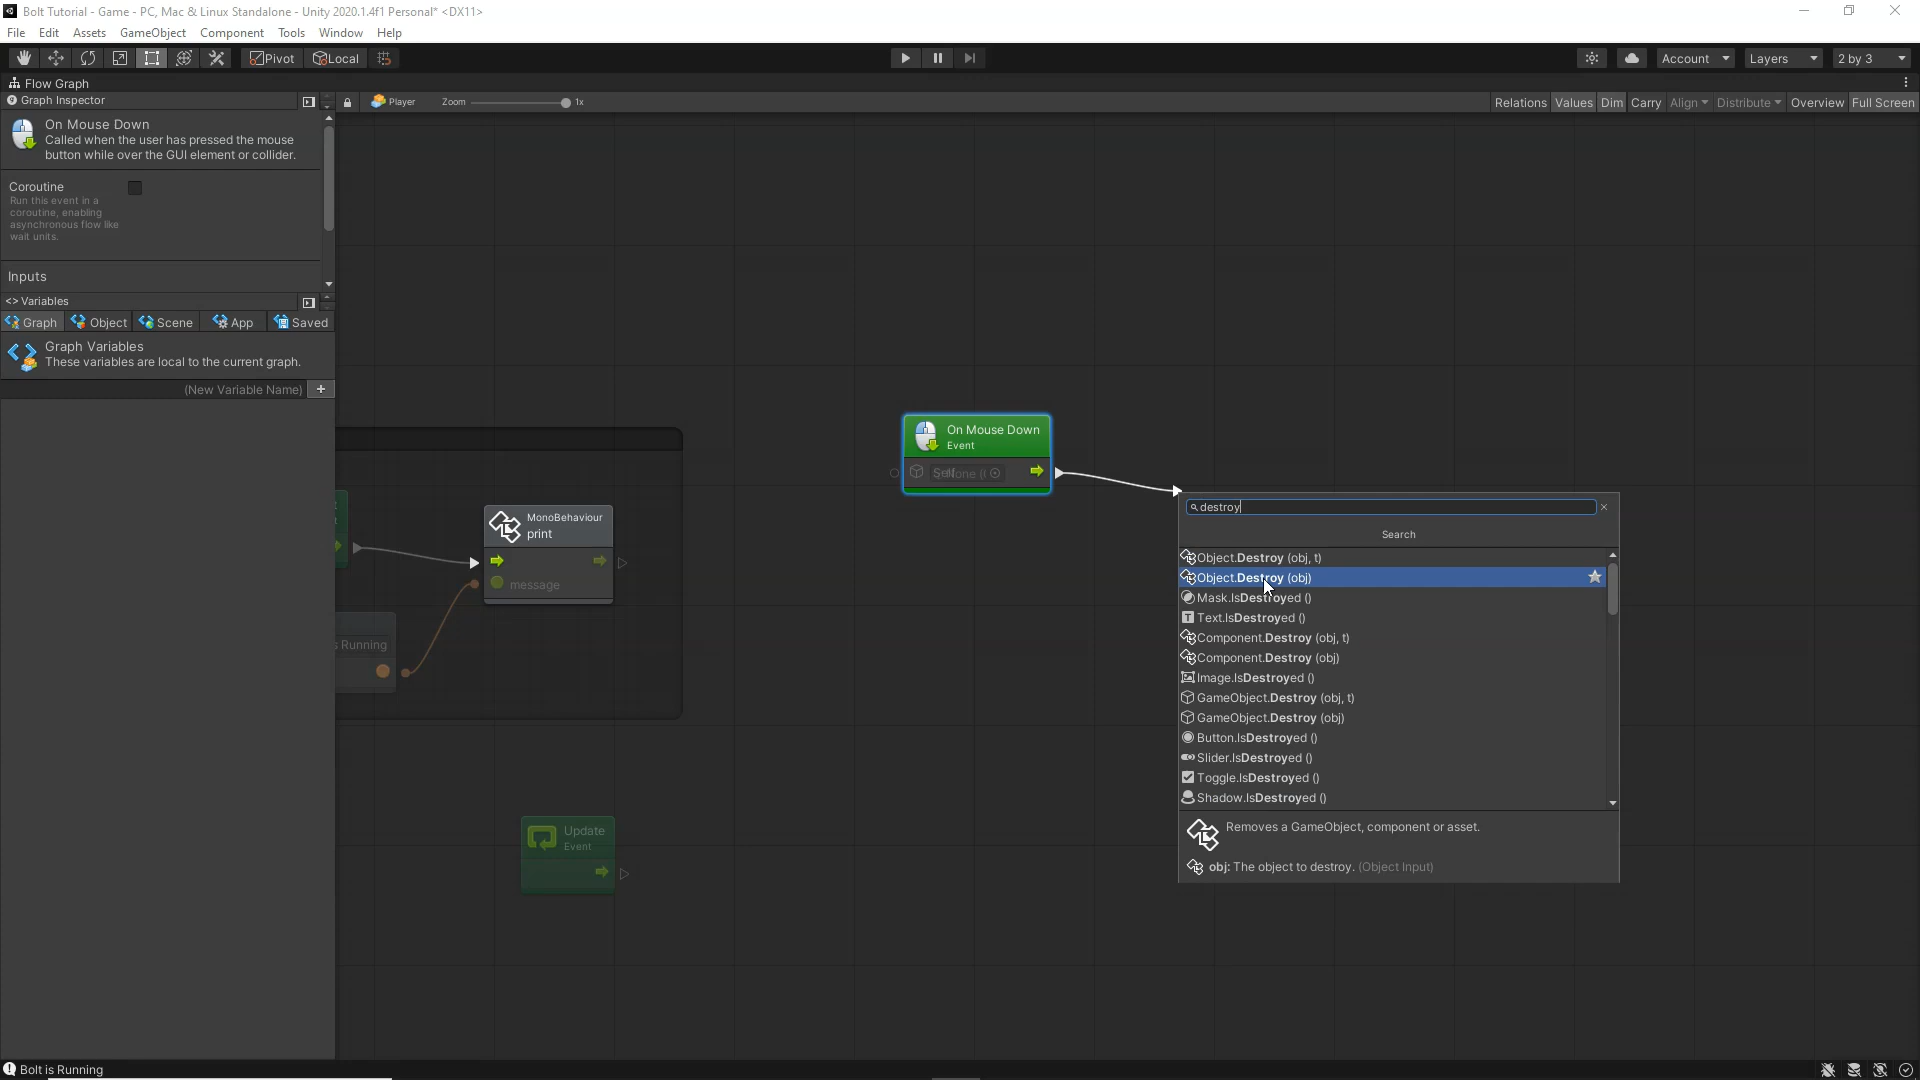 Bolt Tutorial - Game - PC, Mac & Linux Standalone - Unity 2020.1.4f1 Personal* <DX11>
File Edit Assets GameObject Component Tools Window Help
Pivot Local Account Layers 2 by 3
Flow Graph
Graph Inspector
Player Zoom 1x Relations Values Dim Carry Align Distribute Overview Full Screen
On Mouse Down
Called when the user has pressed the mouse
button while over the GUI element or collider.
Coroutine
Run this event in a
coroutine, enabling
asynchronous flow like
wait units.
Inputs
<> Variables
Graph Object Scene App Saved
Graph Variables
These variables are local to the current graph.
(New Variable Name) +
On Mouse Down
Event
Self
MonoBehaviour
print
message
s Running
Update
Event
destroy
Search
Object.Destroy (obj, t)
Object.Destroy (obj)
Mask.IsDestroyed ()
Text.IsDestroyed ()
Component.Destroy (obj, t)
Component.Destroy (obj)
Image.IsDestroyed ()
GameObject.Destroy (obj, t)
GameObject.Destroy (obj)
Button.IsDestroyed ()
Slider.IsDestroyed ()
Toggle.IsDestroyed ()
Shadow.IsDestroyed ()
Removes a GameObject, component or asset.
obj: The object to destroy. (Object Input)
Bolt is Running